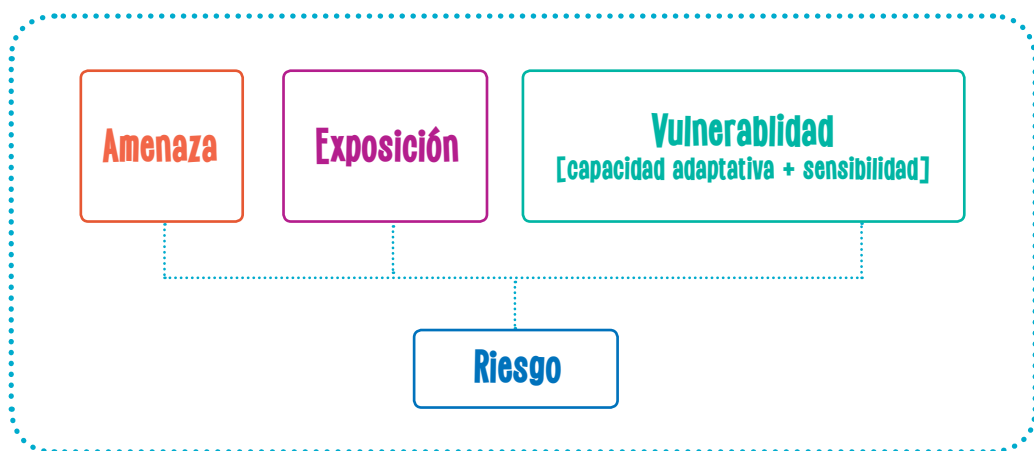 Amenaza
Exposición
Vulnerablidad
[capacidad adaptativa + sensibilidad]
Riesgo